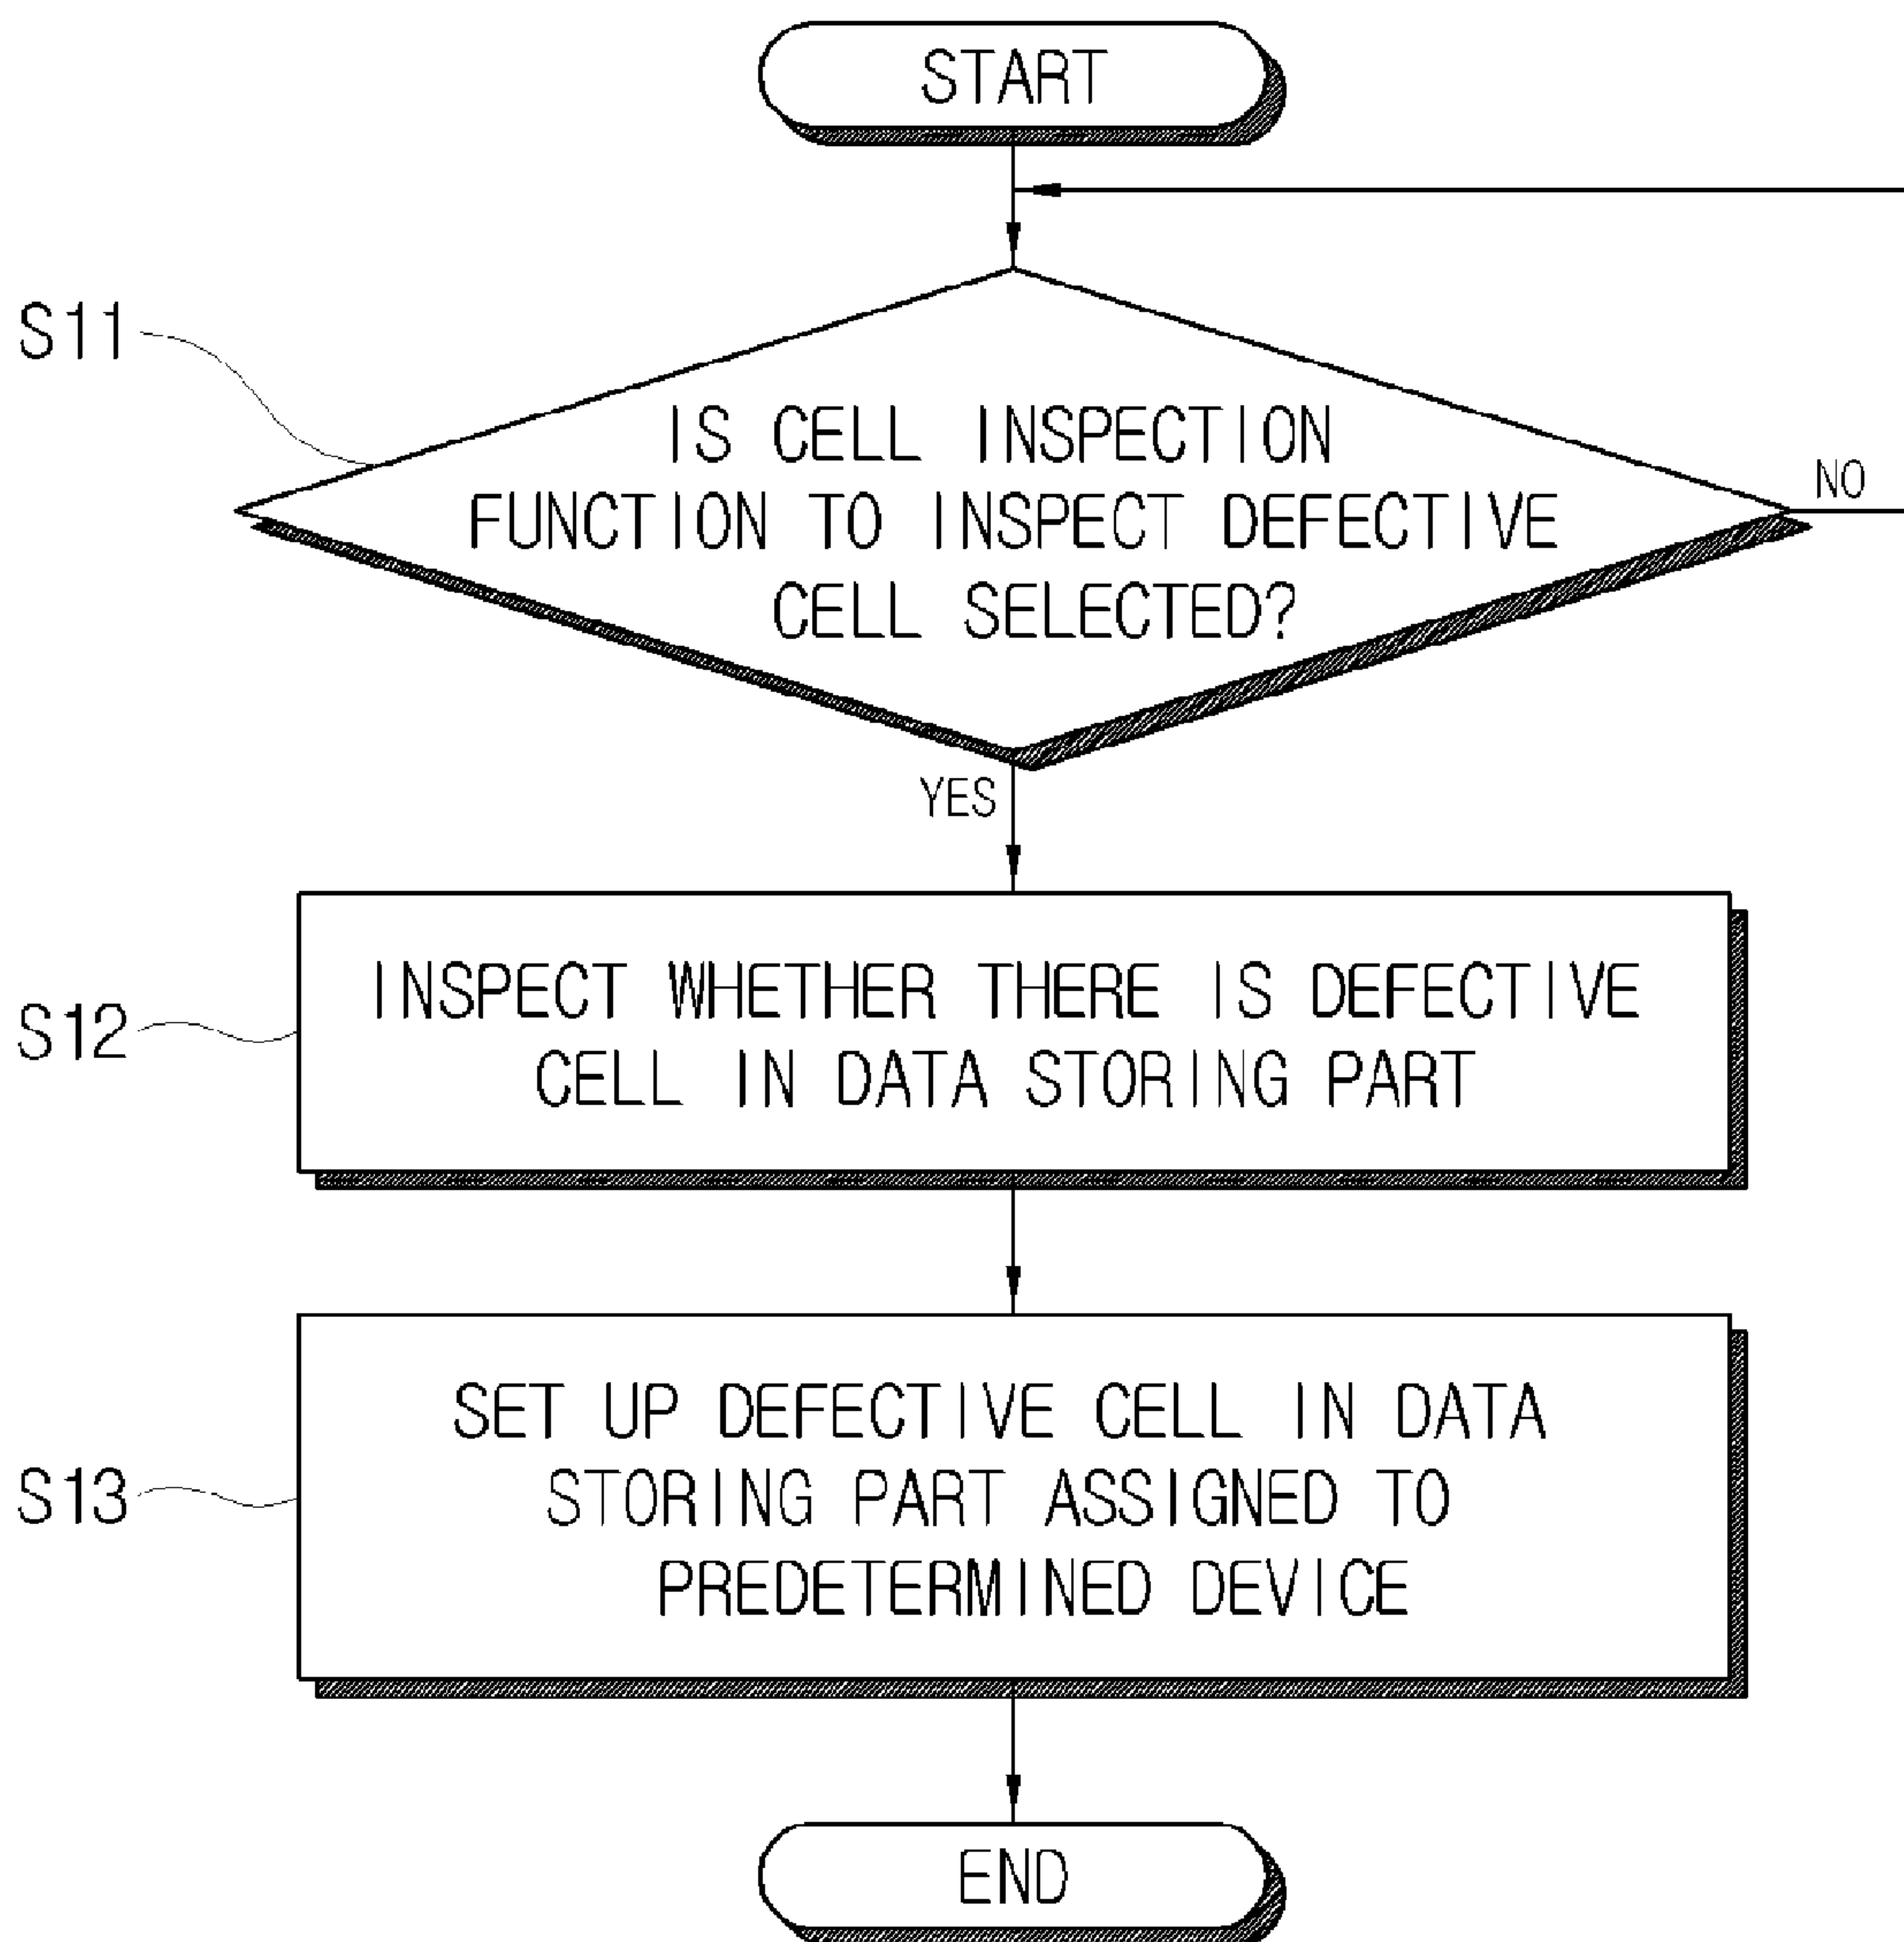 START
S11
IS CELL INSPECTION
FUNCTION TO INSPECT DEFECTIVE
CELL SELECTED?
NO
YES
S12
INSPECT WHETHER THERE IS DEFECTIVE
CELL IN DATA STORING PART
S13
SET UP DEFECTIVE CELL IN DATA
STORING PART ASSIGNED TO
PREDETERMINED DEVICE
END